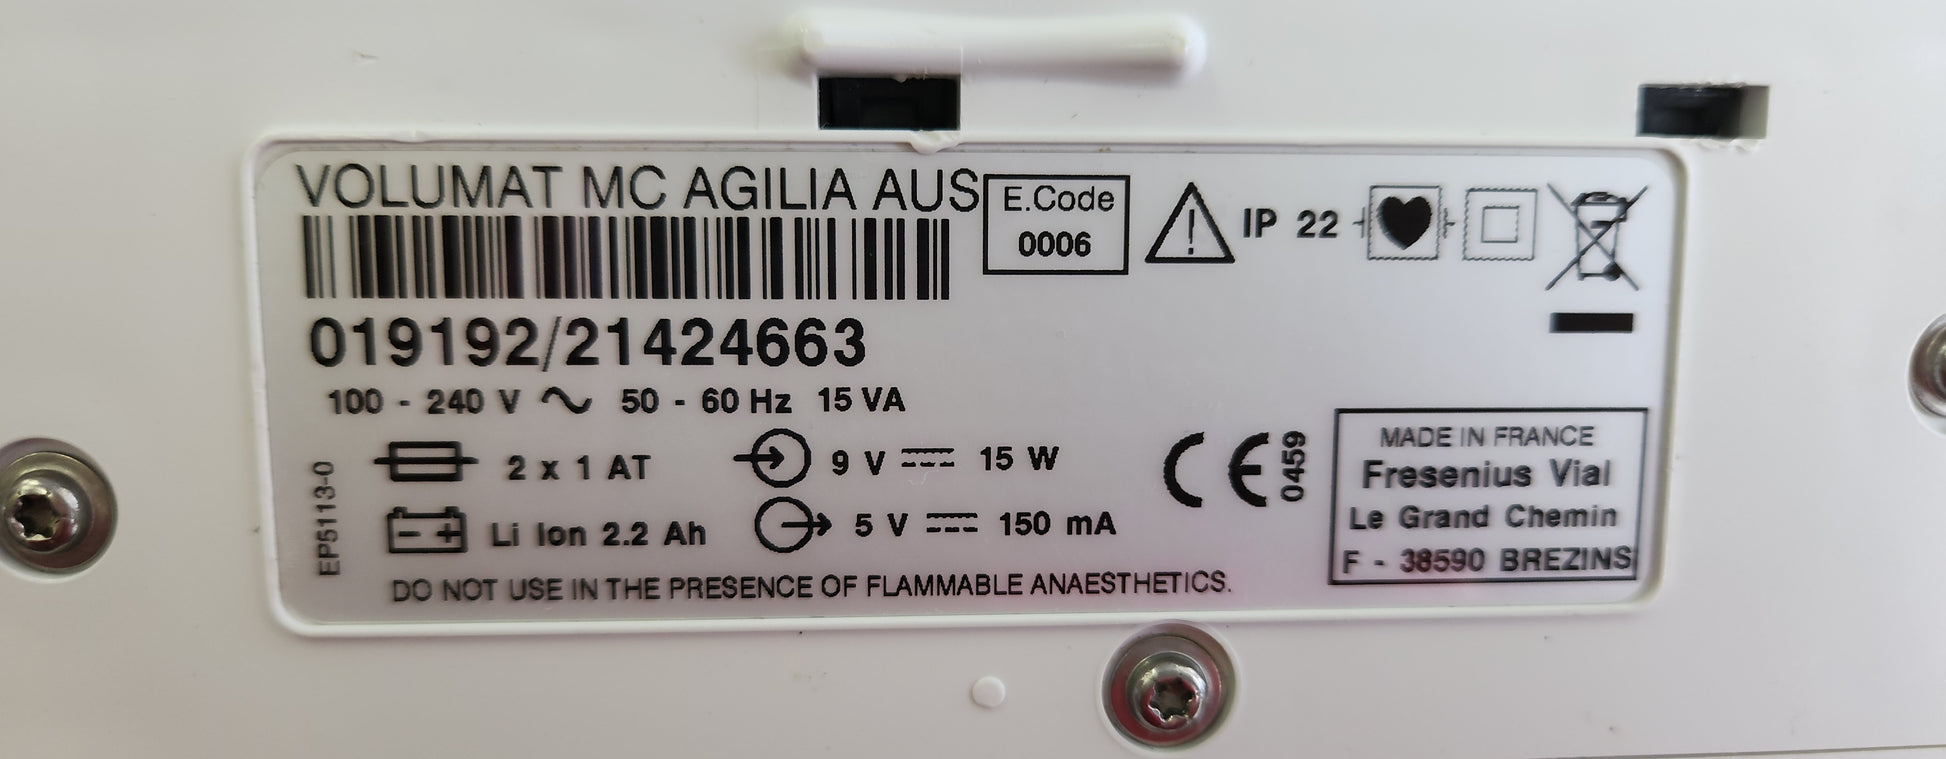 VOLUMAT MC AGILIA AUS
E.Code
0006
IP 22
019192/21424663
100 - 240 V ~ 50 - 60 Hz 15 VA
2 x 1 AT
9 V 15 W
Li Ion 2.2 Ah
5 V 150 mA
EP5113-0
DO NOT USE IN THE PRESENCE OF FLAMMABLE ANAESTHETICS.
CE 0459
MADE IN FRANCE
Fresenius Vial
Le Grand Chemin
F - 38590 BREZINS